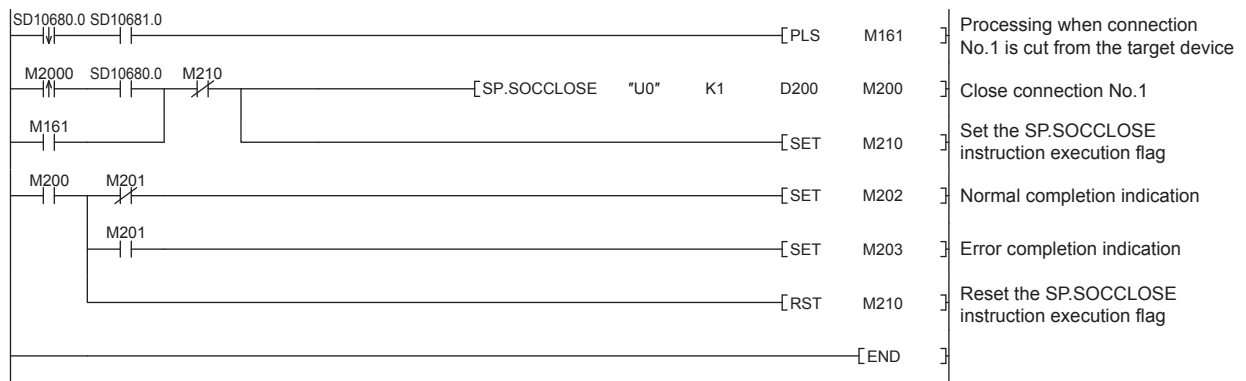 SD10680.0 SD10681.0
PLS M161
Processing when connection
No.1 is cut from the target device
M2000 SD10680.0 M210
SP.SOCCLOSE "U0" K1 D200 M200
Close connection No.1
M161
SET M210
Set the SP.SOCCLOSE
instruction execution flag
M200 M201
SET M202
Normal completion indication
M201
SET M203
Error completion indication
RST M210
Reset the SP.SOCCLOSE
instruction execution flag
END